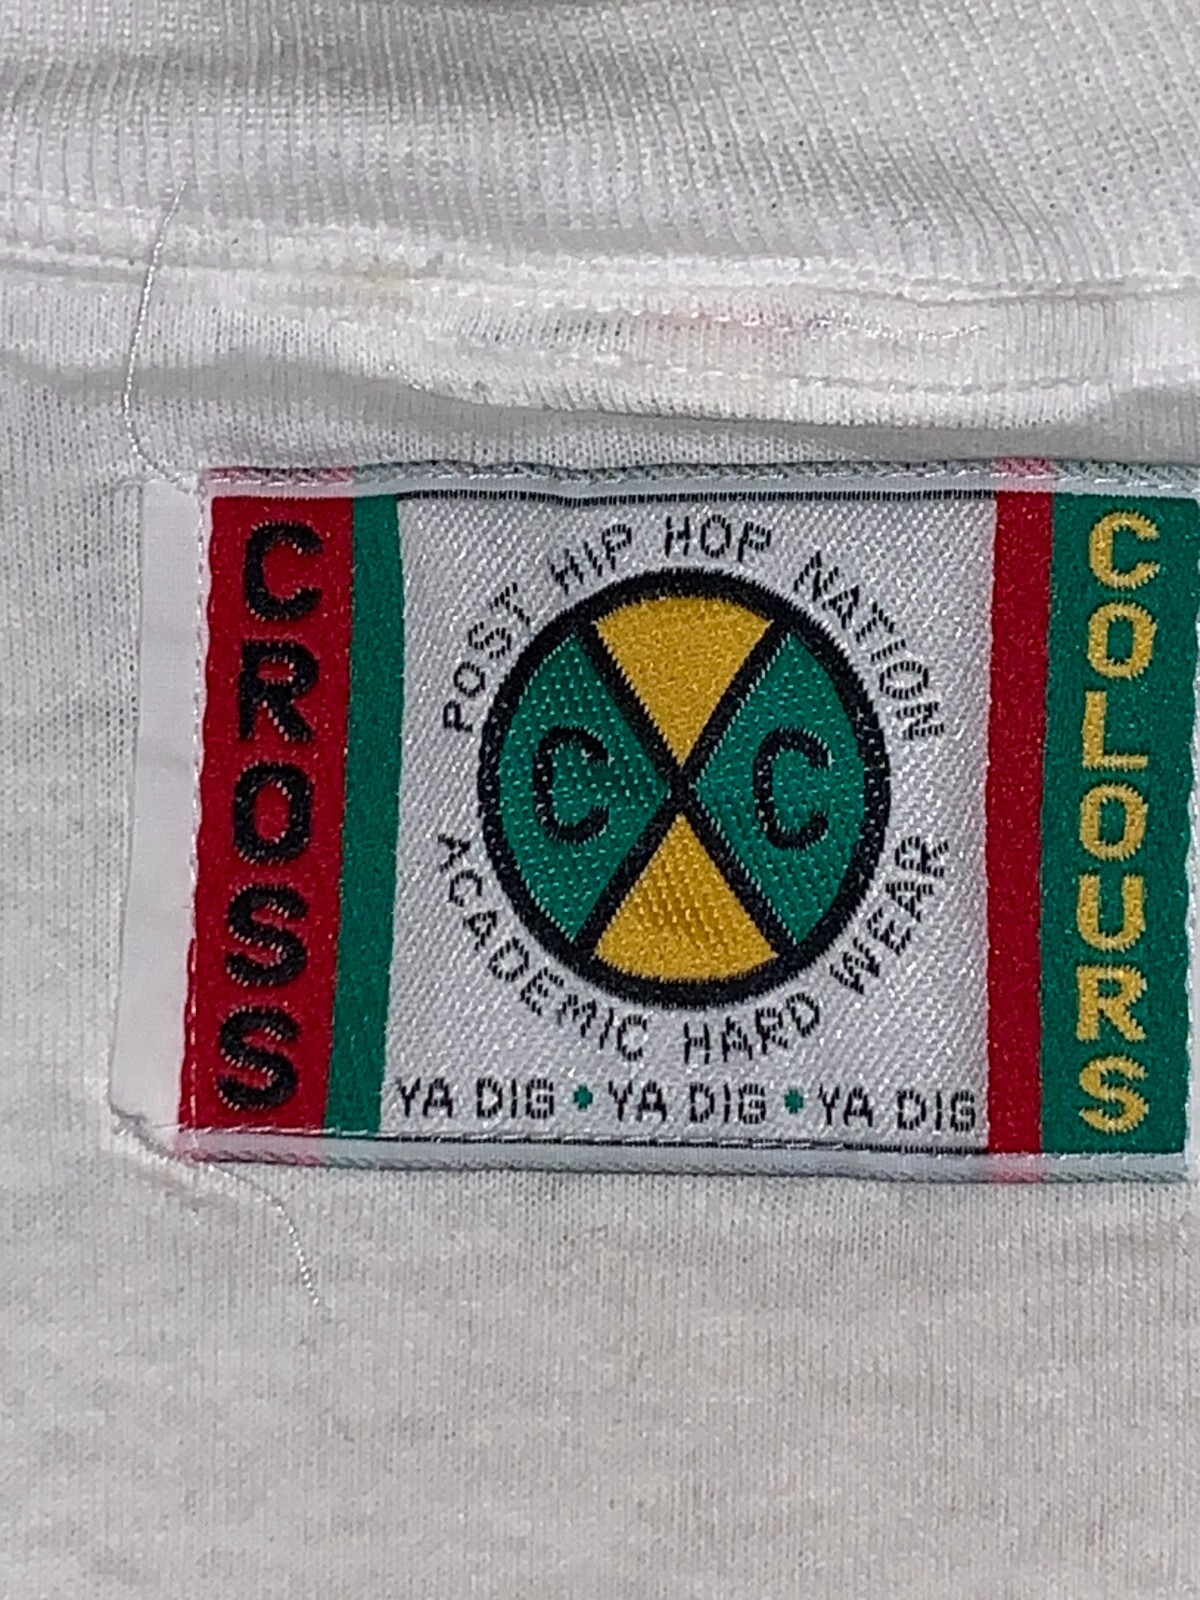 CROSS
POST HIP HOP NATION
C C
ACADEMIC HARD WEAR
YA DIG • YA DIG • YA DIG
COLOURS